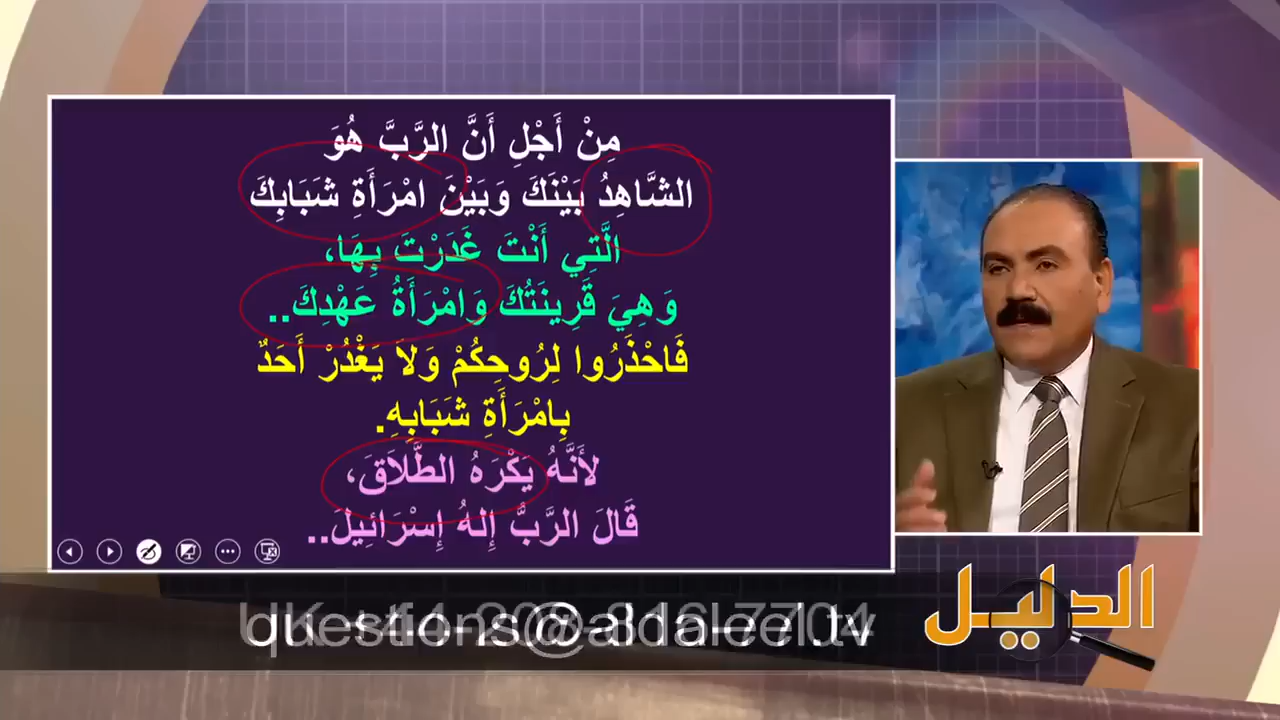 مِنْ أَجْلِ أَنَّ الرَّبَّ هُوَ
الشَّاهِدُ بَيْنَكَ وَبَيْنَ امْرَأَةِ شَبَابِكَ
الَّتِي أَنْتَ غَدَرْتَ بِهَا،
وَهِيَ قَرِينَتُكَ وَامْرَأَةُ عَهْدِكَ..
فَاحْذَرُوا لِرُوحِكُمْ وَلاَ يَغْدُرْ أَحَدٌ
بِامْرَأَةِ شَبَابِهِ.
لأَنَّهُ يَكْرَهُ الطَّلاَقَ،
قَالَ الرَّبُّ إِلهُ إِسْرَائِيلَ..
الدليل
questions@aldaleel.tv